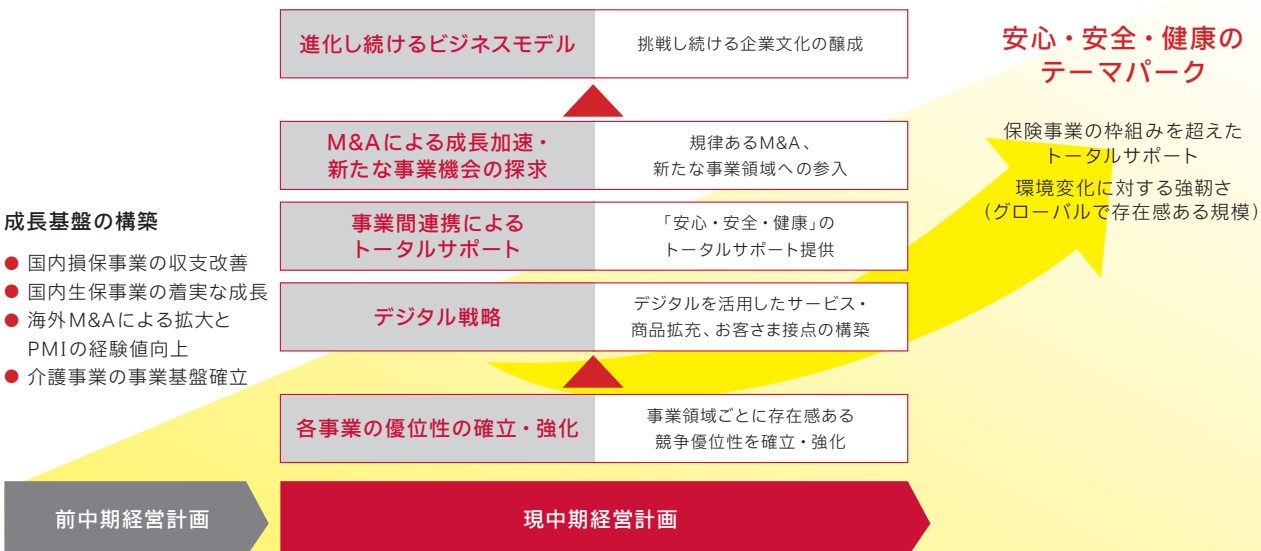 成長基盤の構築
● 国内損保事業の収支改善
● 国内生保事業の着実な成長
● 海外M&Aによる拡大と
PMIの経験値向上
● 介護事業の事業基盤確立
前中期経営計画
進化し続けるビジネスモデル
挑戦し続ける企業文化の醸成
M&Aによる成長加速・
新たな事業機会の探求
規律あるM&A、
新たな事業領域への参入
事業間連携による
トータルサポート
「安心・安全・健康」の
トータルサポート提供
デジタル戦略
デジタルを活用したサービス・
商品拡充、お客さま接点の構築
各事業の優位性の確立・強化
事業領域ごとに存在感ある
競争優位性を確立・強化
現中期経営計画
安心・安全・健康の
テーマパーク
保険事業の枠組みを超えた
トータルサポート
環境変化に対する強靭さ
(グローバルで存在感ある規模)